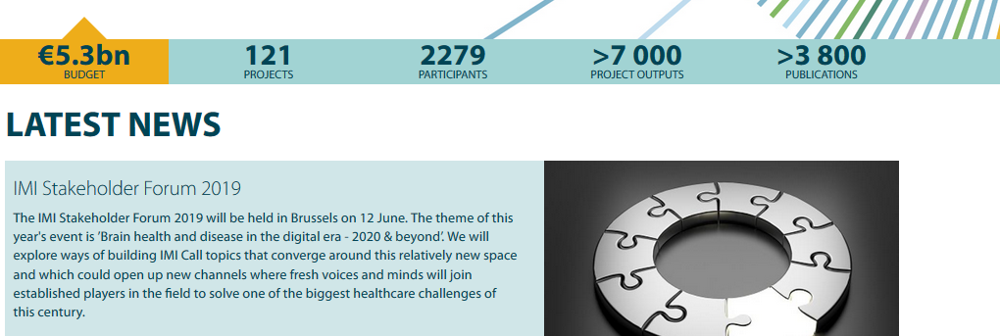 €5.3bn
BUDGET
121
PROJECTS
2279
PARTICIPANTS
>7 000
PROJECT OUTPUTS
>3 800
PUBLICATIONS
LATEST NEWS
IMI Stakeholder Forum 2019
The IMI Stakeholder Forum 2019 will be held in Brussels on 12 June. The theme of this
year's event is 'Brain health and disease in the digital era - 2020 & beyond'. We will
explore ways of building IMI Call topics that converge around this relatively new space
and which could open up new channels where fresh voices and minds will join
established players in the field to solve one of the biggest healthcare challenges of
this century.